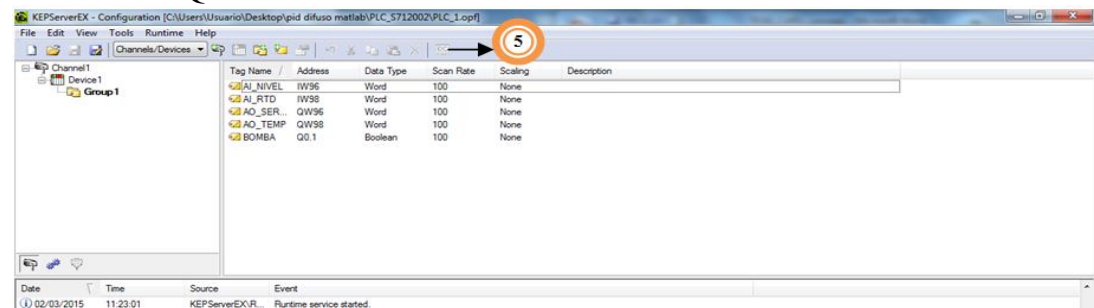 KEPServerEX - Configuration [C:\Users\Usuario\Desktop\pid difuso matlab\PLC_S712002\PLC_1.opf]
File Edit View Tools Runtime Help
Channels/Devices
5
Channel1
Device1
Group1
Tag Name Address Data Type Scan Rate Scaling Description
AI_NIVEL IW96 Word 100 None
AI_RTD IW98 Word 100 None
AO_SER... QW96 Word 100 None
AO_TEMP QW98 Word 100 None
BOMBA Q0.1 Boolean 100 None
Date Time Source Event
02/03/2015 11:23:01 KEPServerEX\R... Runtime service started.